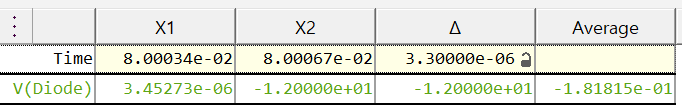 X1 X2 Δ Average
Time 8.00034e-02 8.00067e-02 3.30000e-06
V(Diode) 3.45273e-06 -1.20000e+01 -1.20000e+01 -1.81815e-01